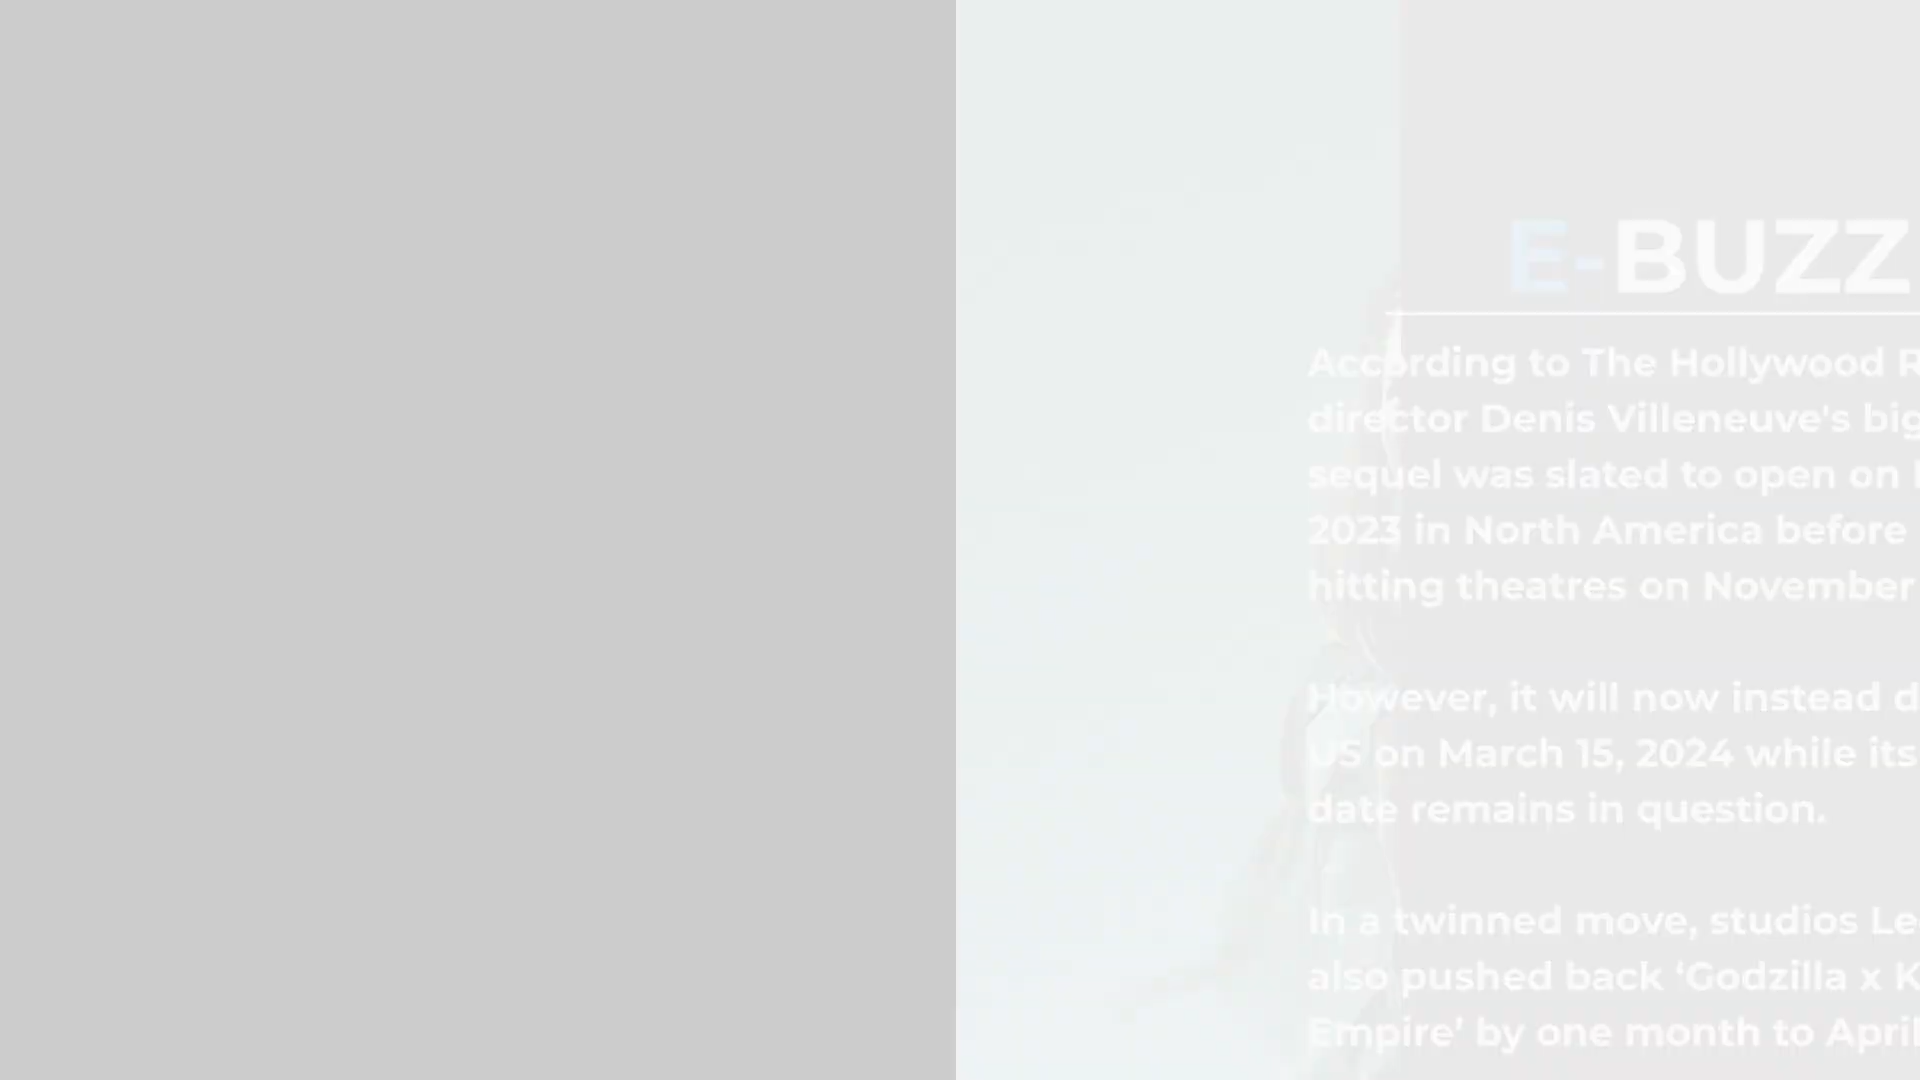 E-BUZZ
According to The Hollywood R
director Denis Villeneuve's big
sequel was slated to open on
2023 in North America before
hitting theatres on November
However, it will now instead d
US on March 15, 2024 while its
date remains in question.
In a twinned move, studios Le
also pushed back ‘Godzilla x K
Empire’ by one month to April